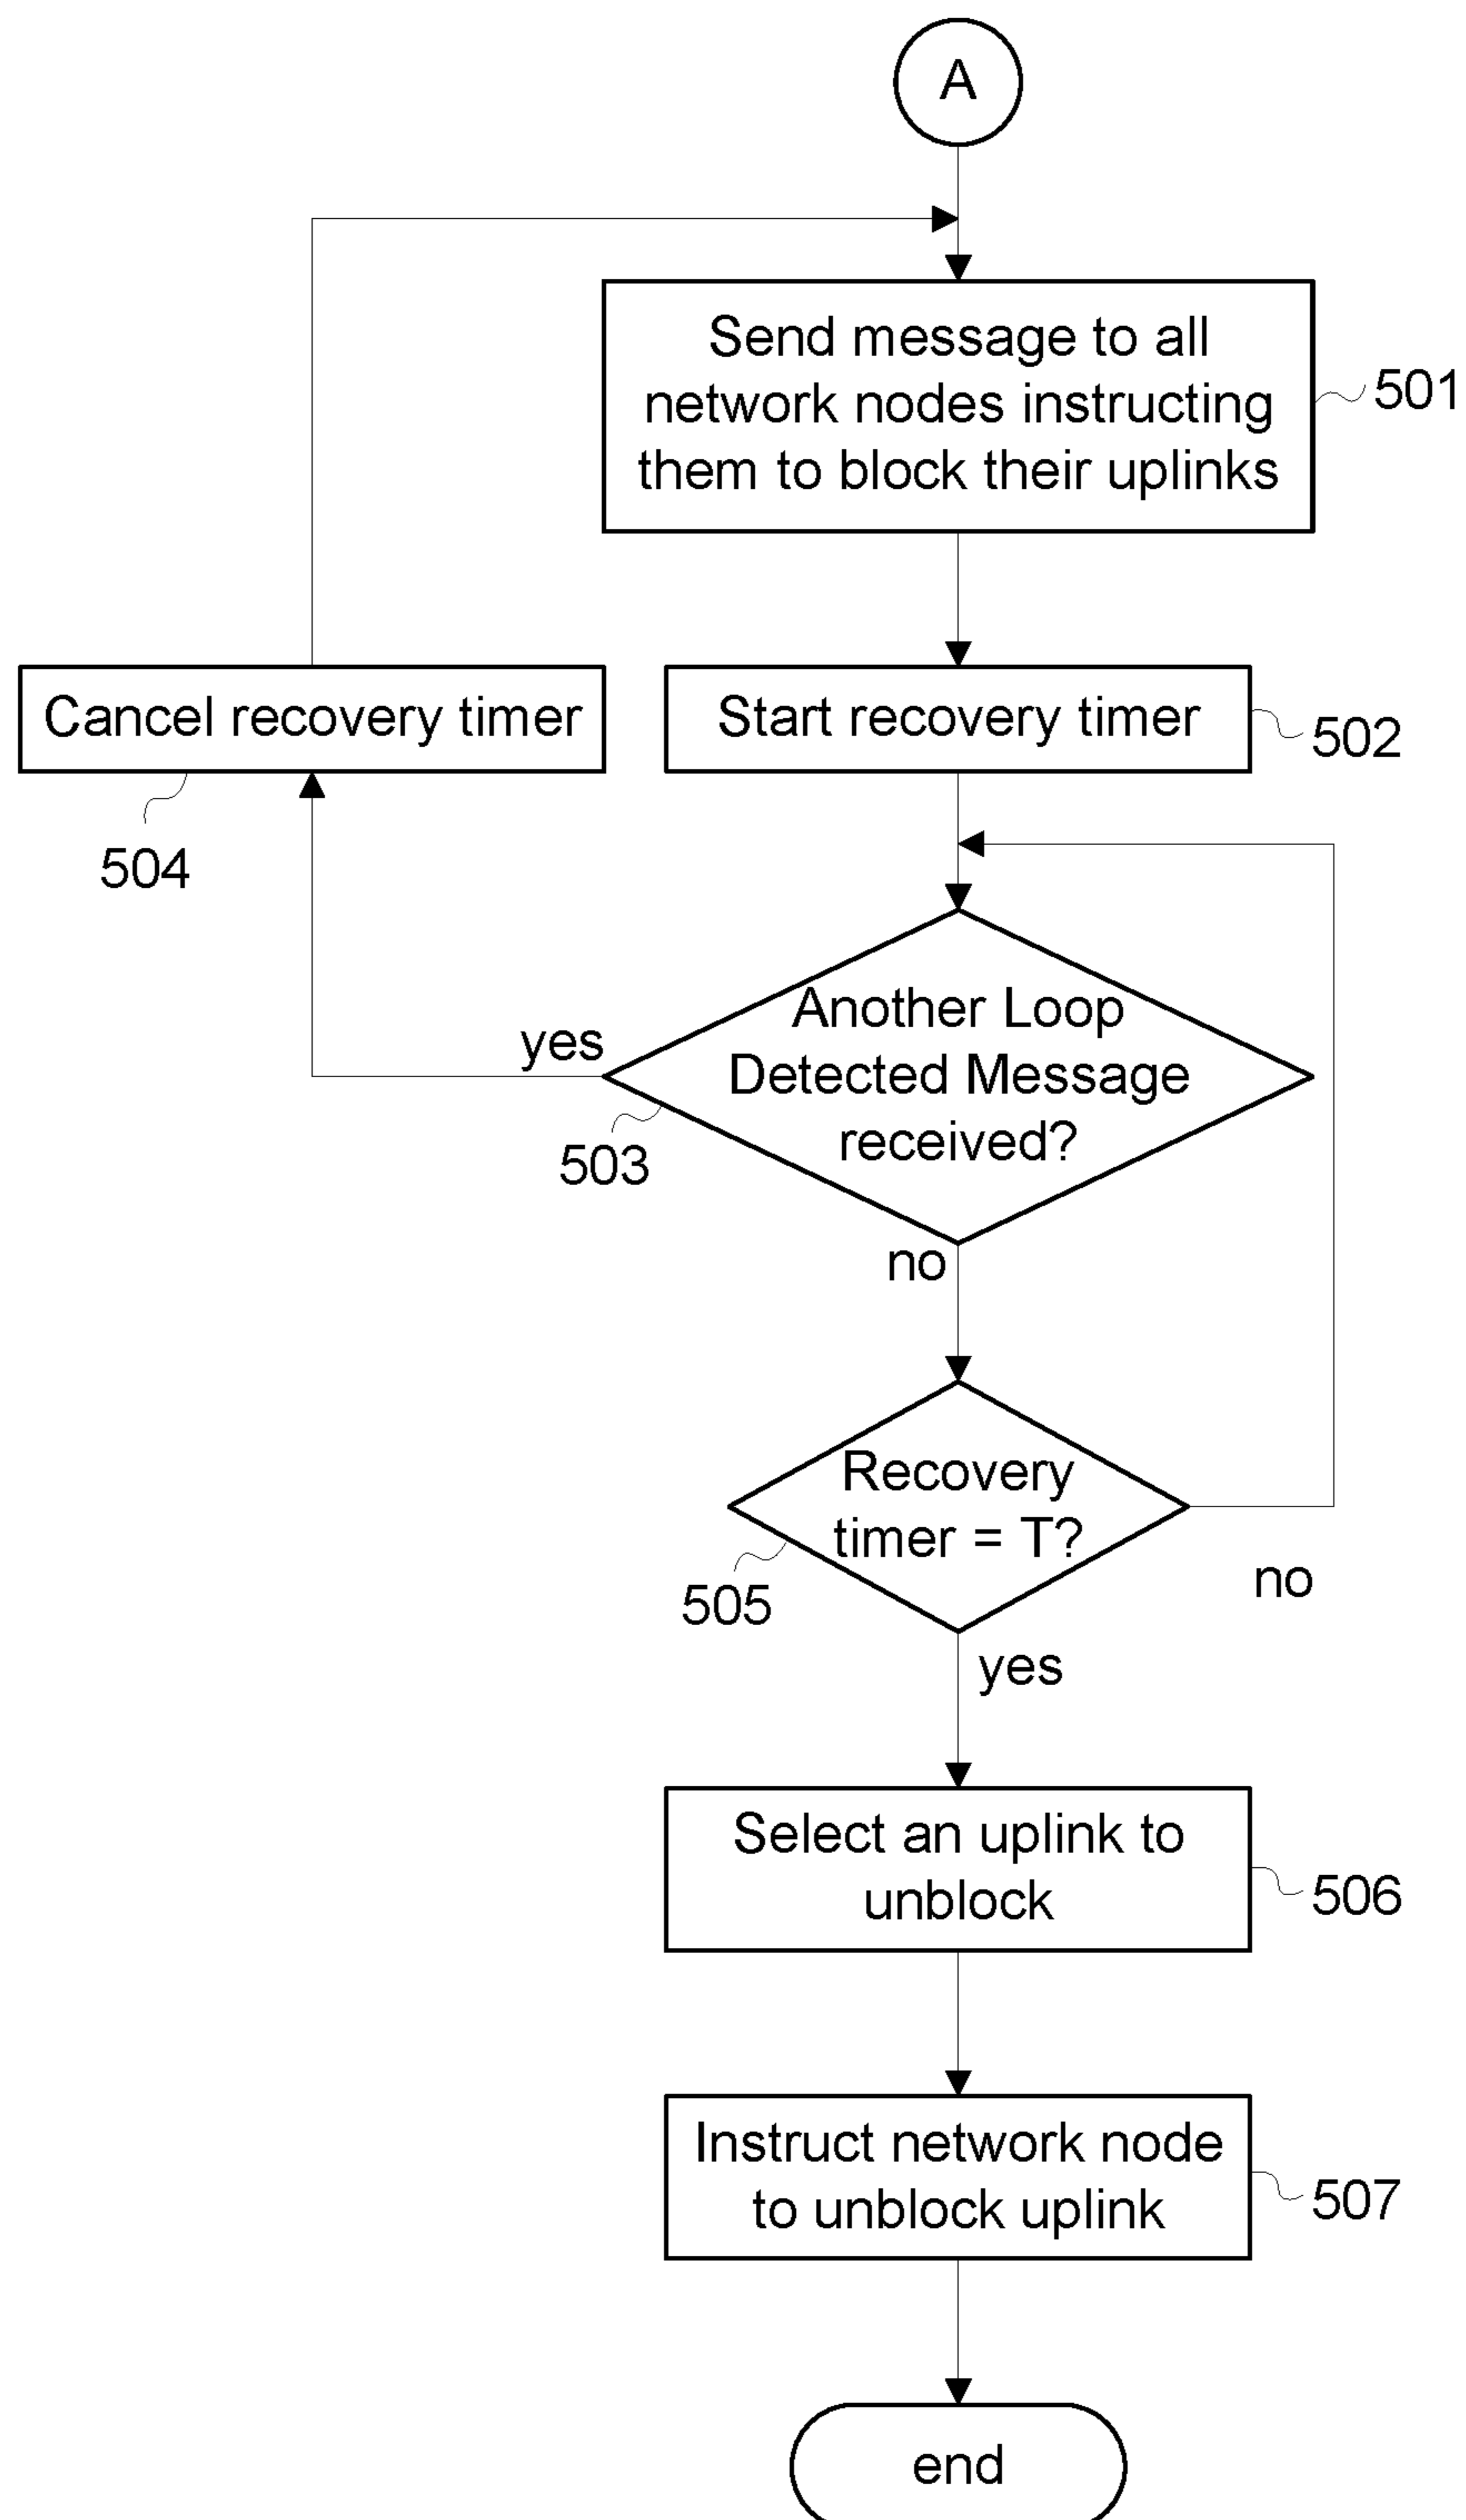 A
Send message to all
network nodes instructing
them to block their uplinks
501
Cancel recovery timer
504
Start recovery timer
502
Another Loop
Detected Message
received?
yes
503
no
Recovery
timer = T?
505
no
yes
Select an uplink to
unblock
506
Instruct network node
to unblock uplink
507
end